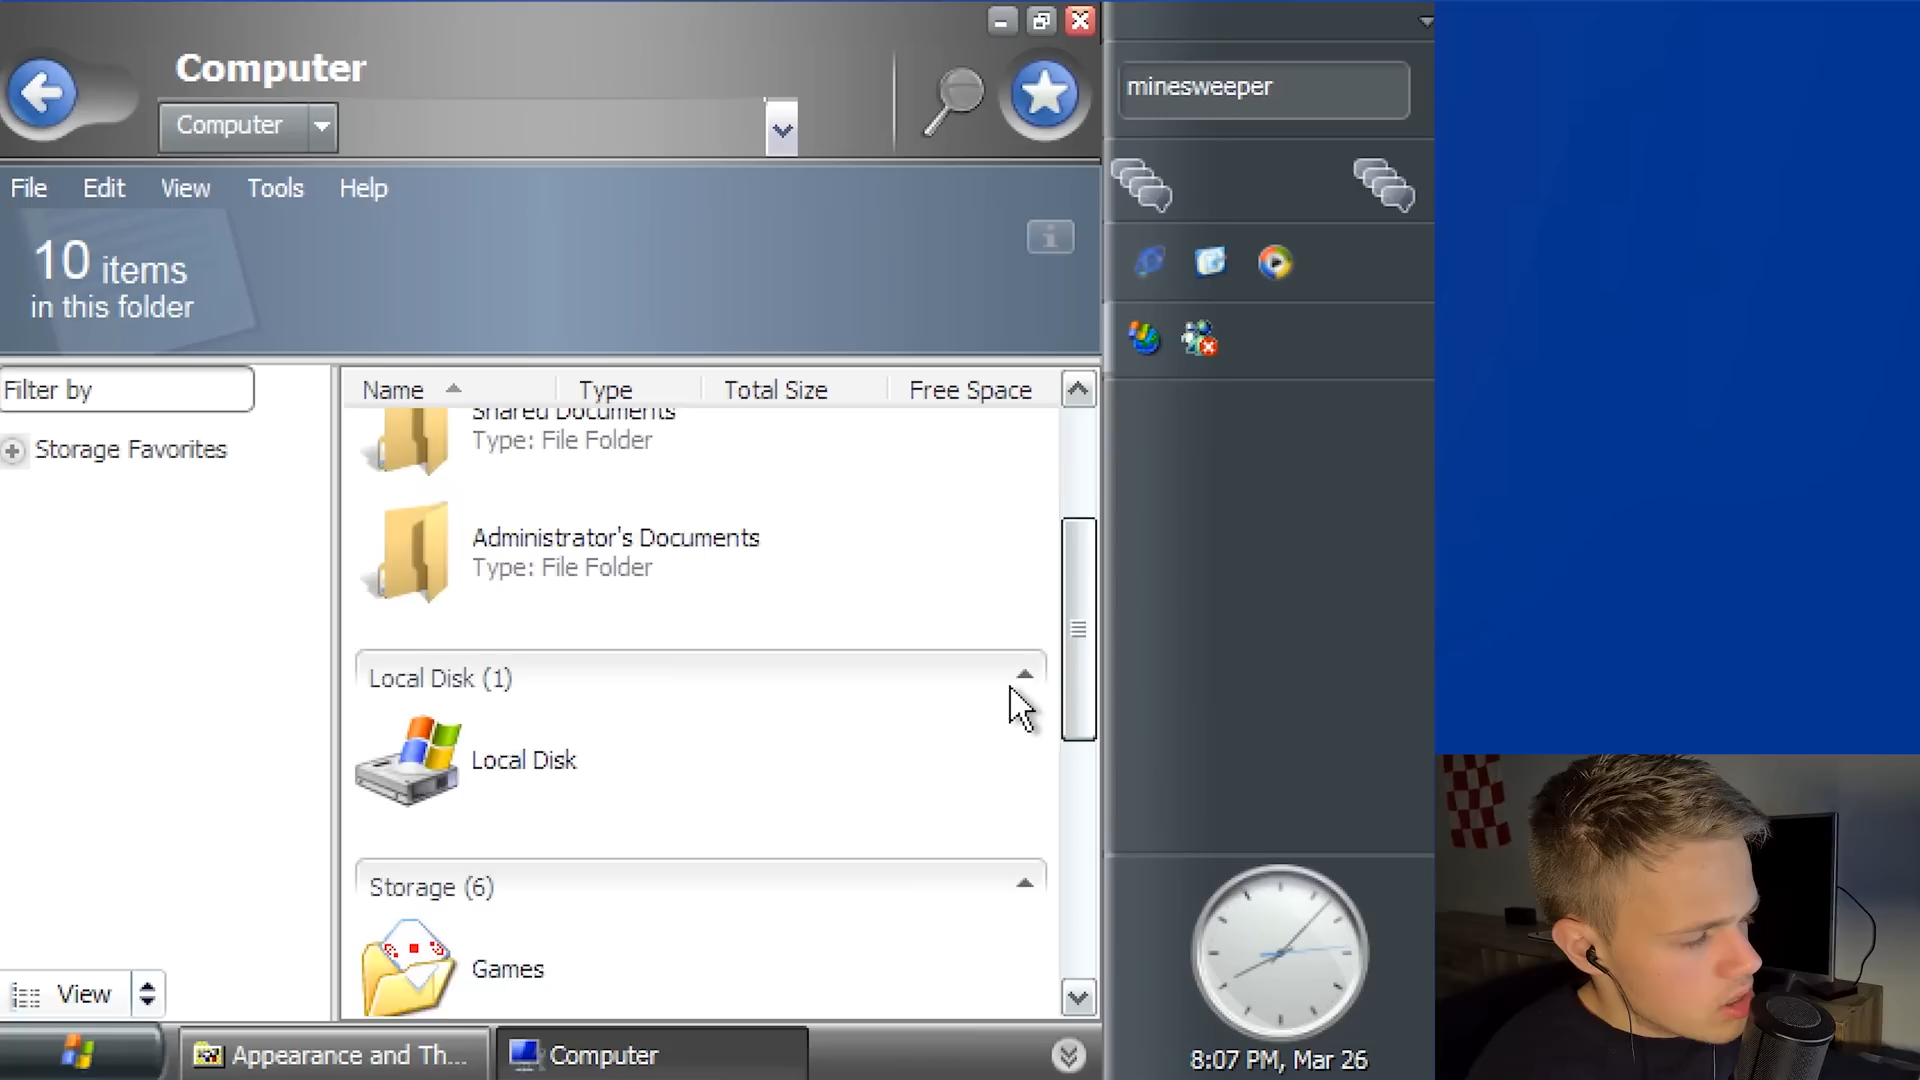 Computer
Computer
minesweeper
File Edit View Tools Help
10 items
in this folder
Filter by
Storage Favorites
Name Type Total Size Free Space
Shared Documents
Type: File Folder
Administrator's Documents
Type: File Folder
Local Disk (1)
Local Disk
Storage (6)
Games
View
Appearance and Th...
Computer
8:07 PM, Mar 26